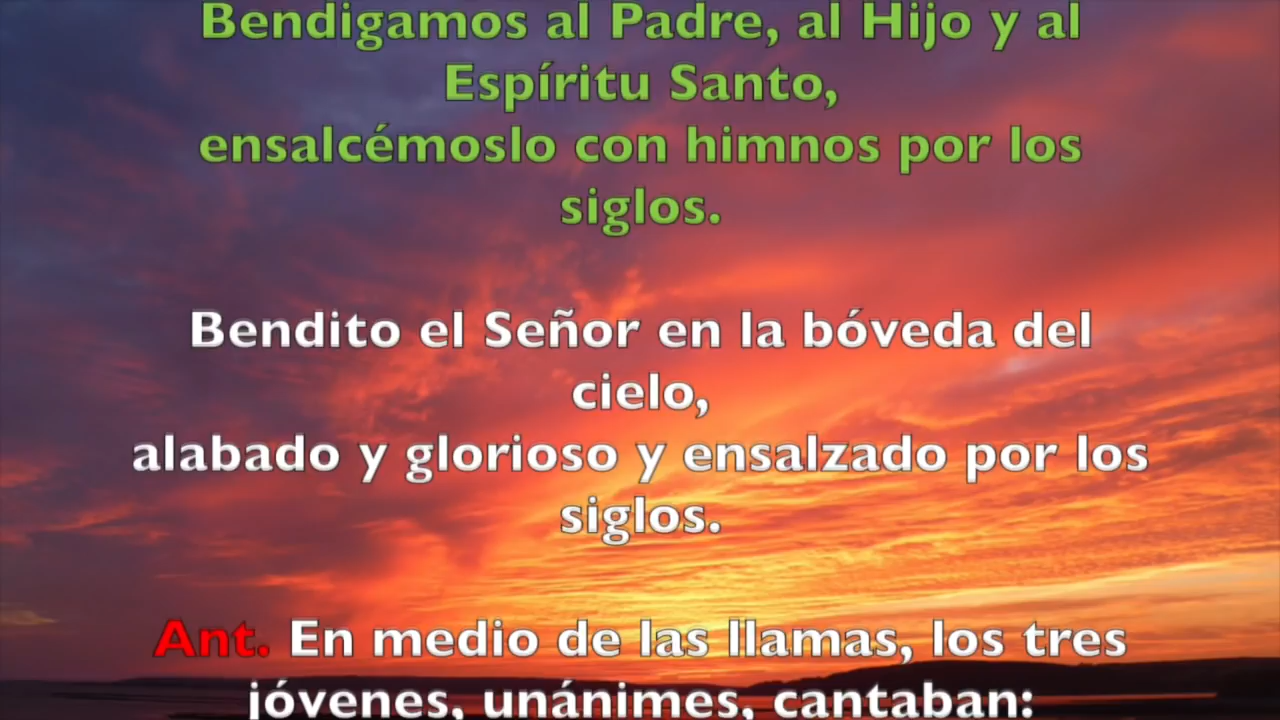 Bendigamos al Padre, al Hijo y al
Espíritu Santo,
ensalcémoslo con himnos por los
siglos.
Bendito el Señor en la bóveda del
cielo,
alabado y glorioso y ensalzado por los
siglos.
Ant. En medio de las llamas, los tres
jóvenes, unánimes, cantaban: